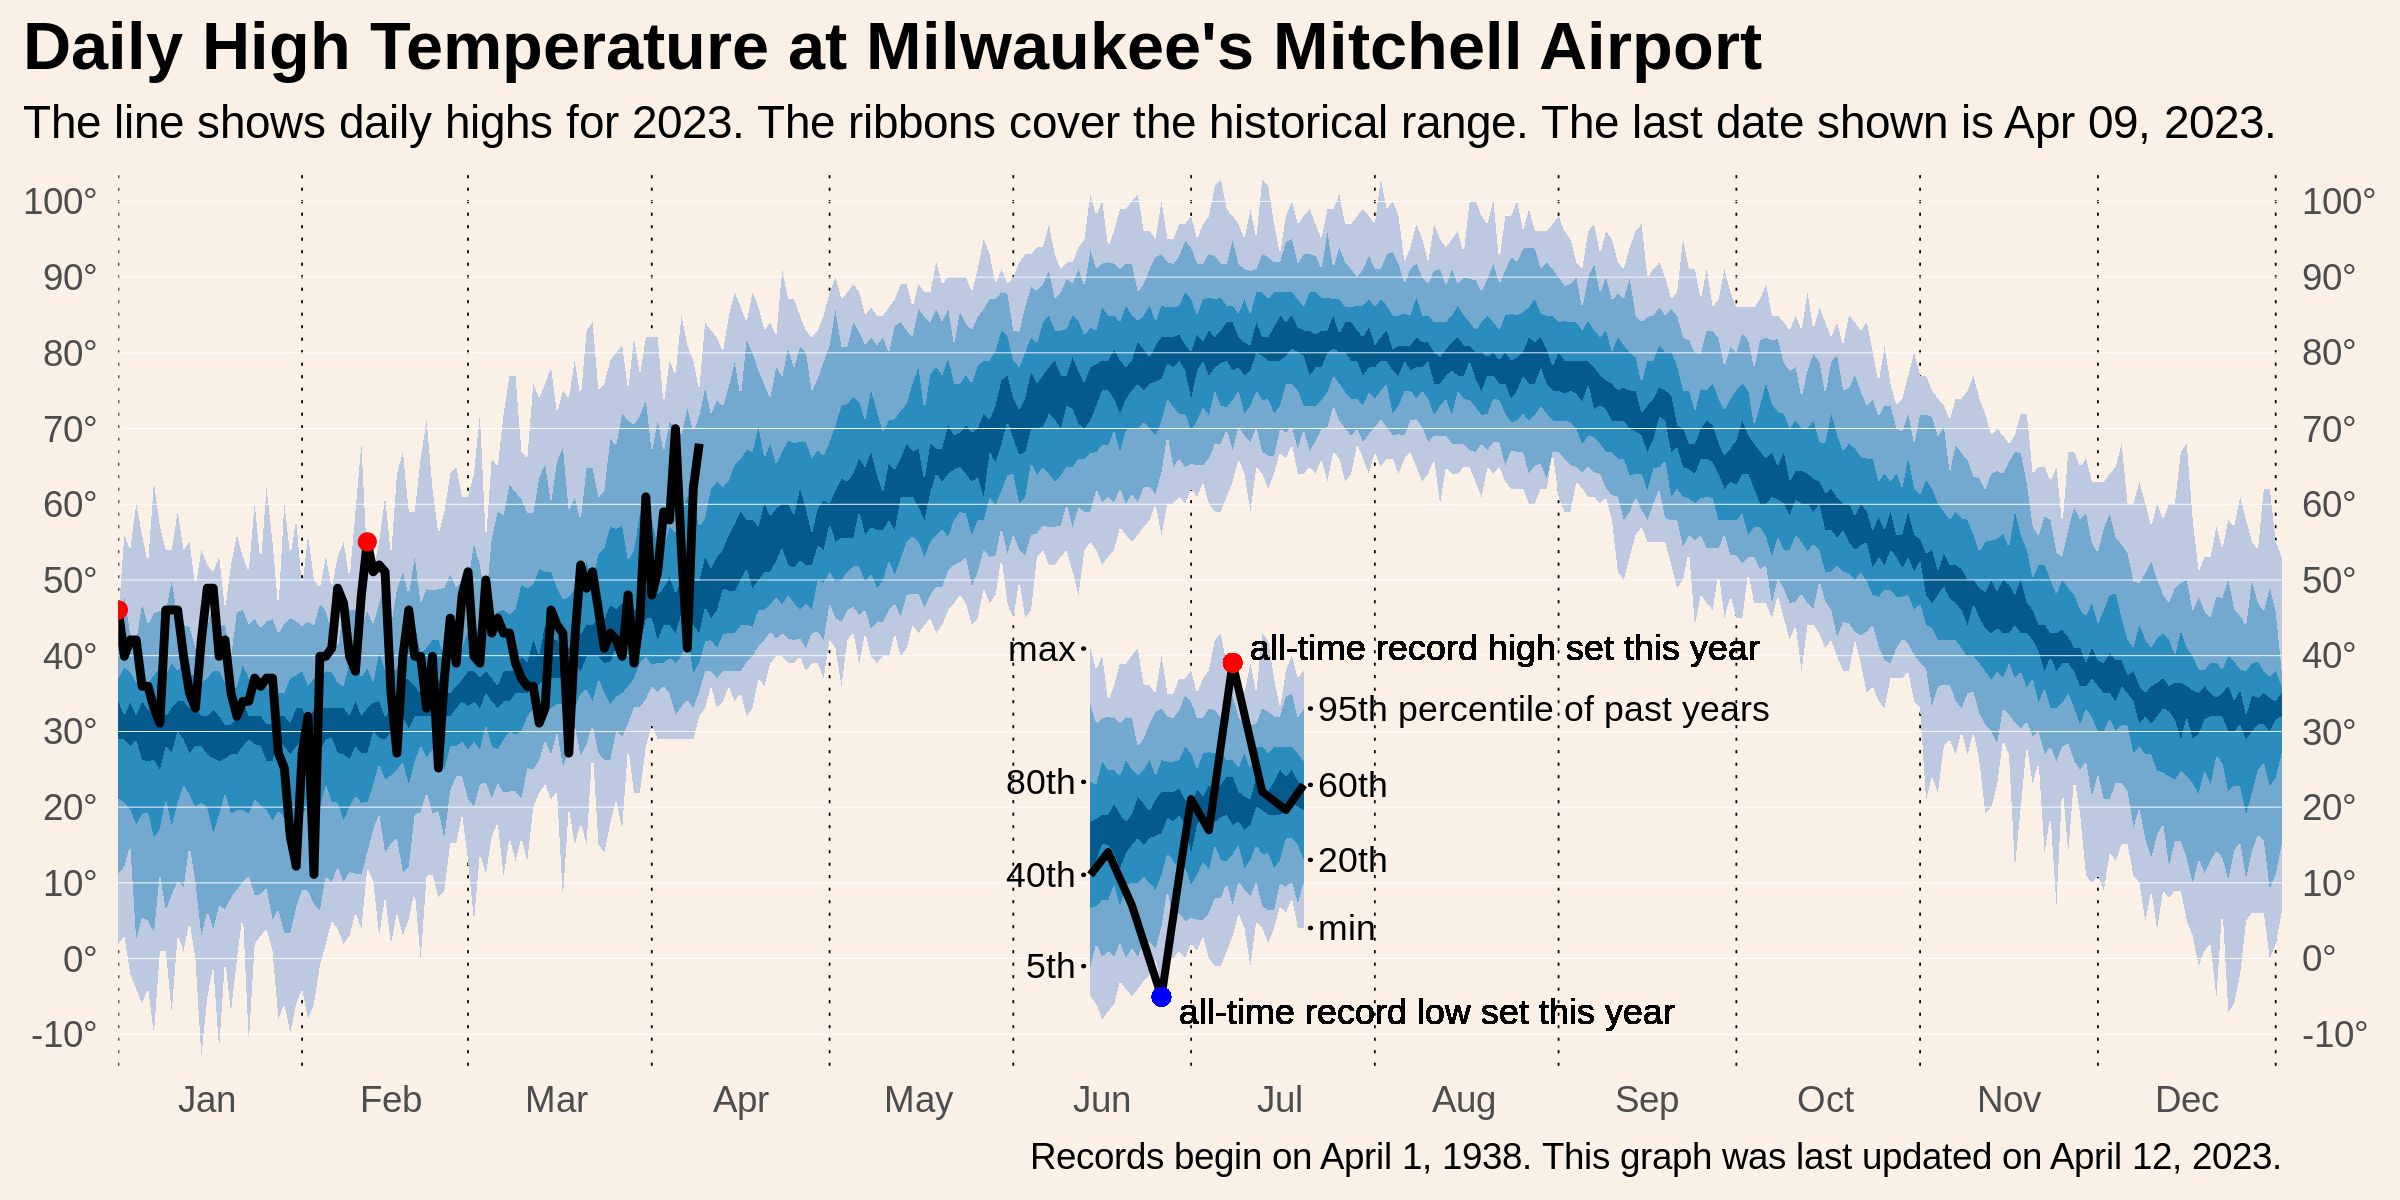 Daily High Temperature at Milwaukee's Mitchell Airport
The line shows daily highs for 2023. The ribbons cover the historical range. The last date shown is Apr 09, 2023.
100° 100°
90° 90°
80° 80°
70° 70°
60° 60°
50° 50°
40° max all-time record high set this year 40°
95th percentile of past years
30° 30°
80th 60th
20° 20°
40th 20th
10° 10°
min
0° 5th 0°
all-time record low set this year
-10° -10°
Jan Feb Mar Apr May Jun Jul Aug Sep Oct Nov Dec
Records begin on April 1, 1938. This graph was last updated on April 12, 2023.